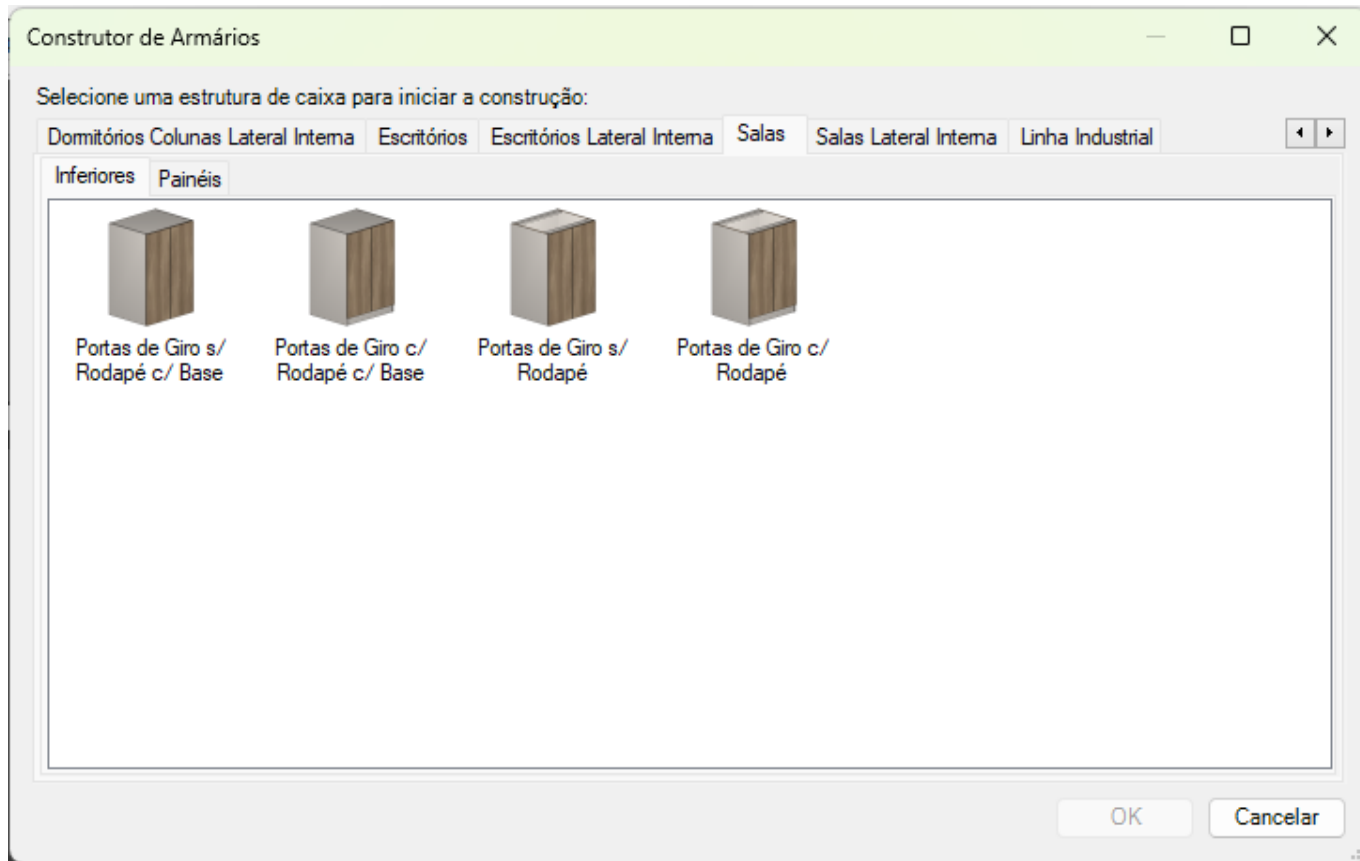 Construtor de Armários
Selecione uma estrutura de caixa para iniciar a construção:
Dormitórios Colunas Lateral Interna Escritórios Escritórios Lateral Interna Salas Salas Lateral Interna Linha Industrial
Inferiores Painéis
Portas de Giro s/ Portas de Giro c/ Portas de Giro s/ Portas de Giro c/
Rodapé c/ Base Rodapé c/ Base Rodapé Rodapé
OK Cancelar